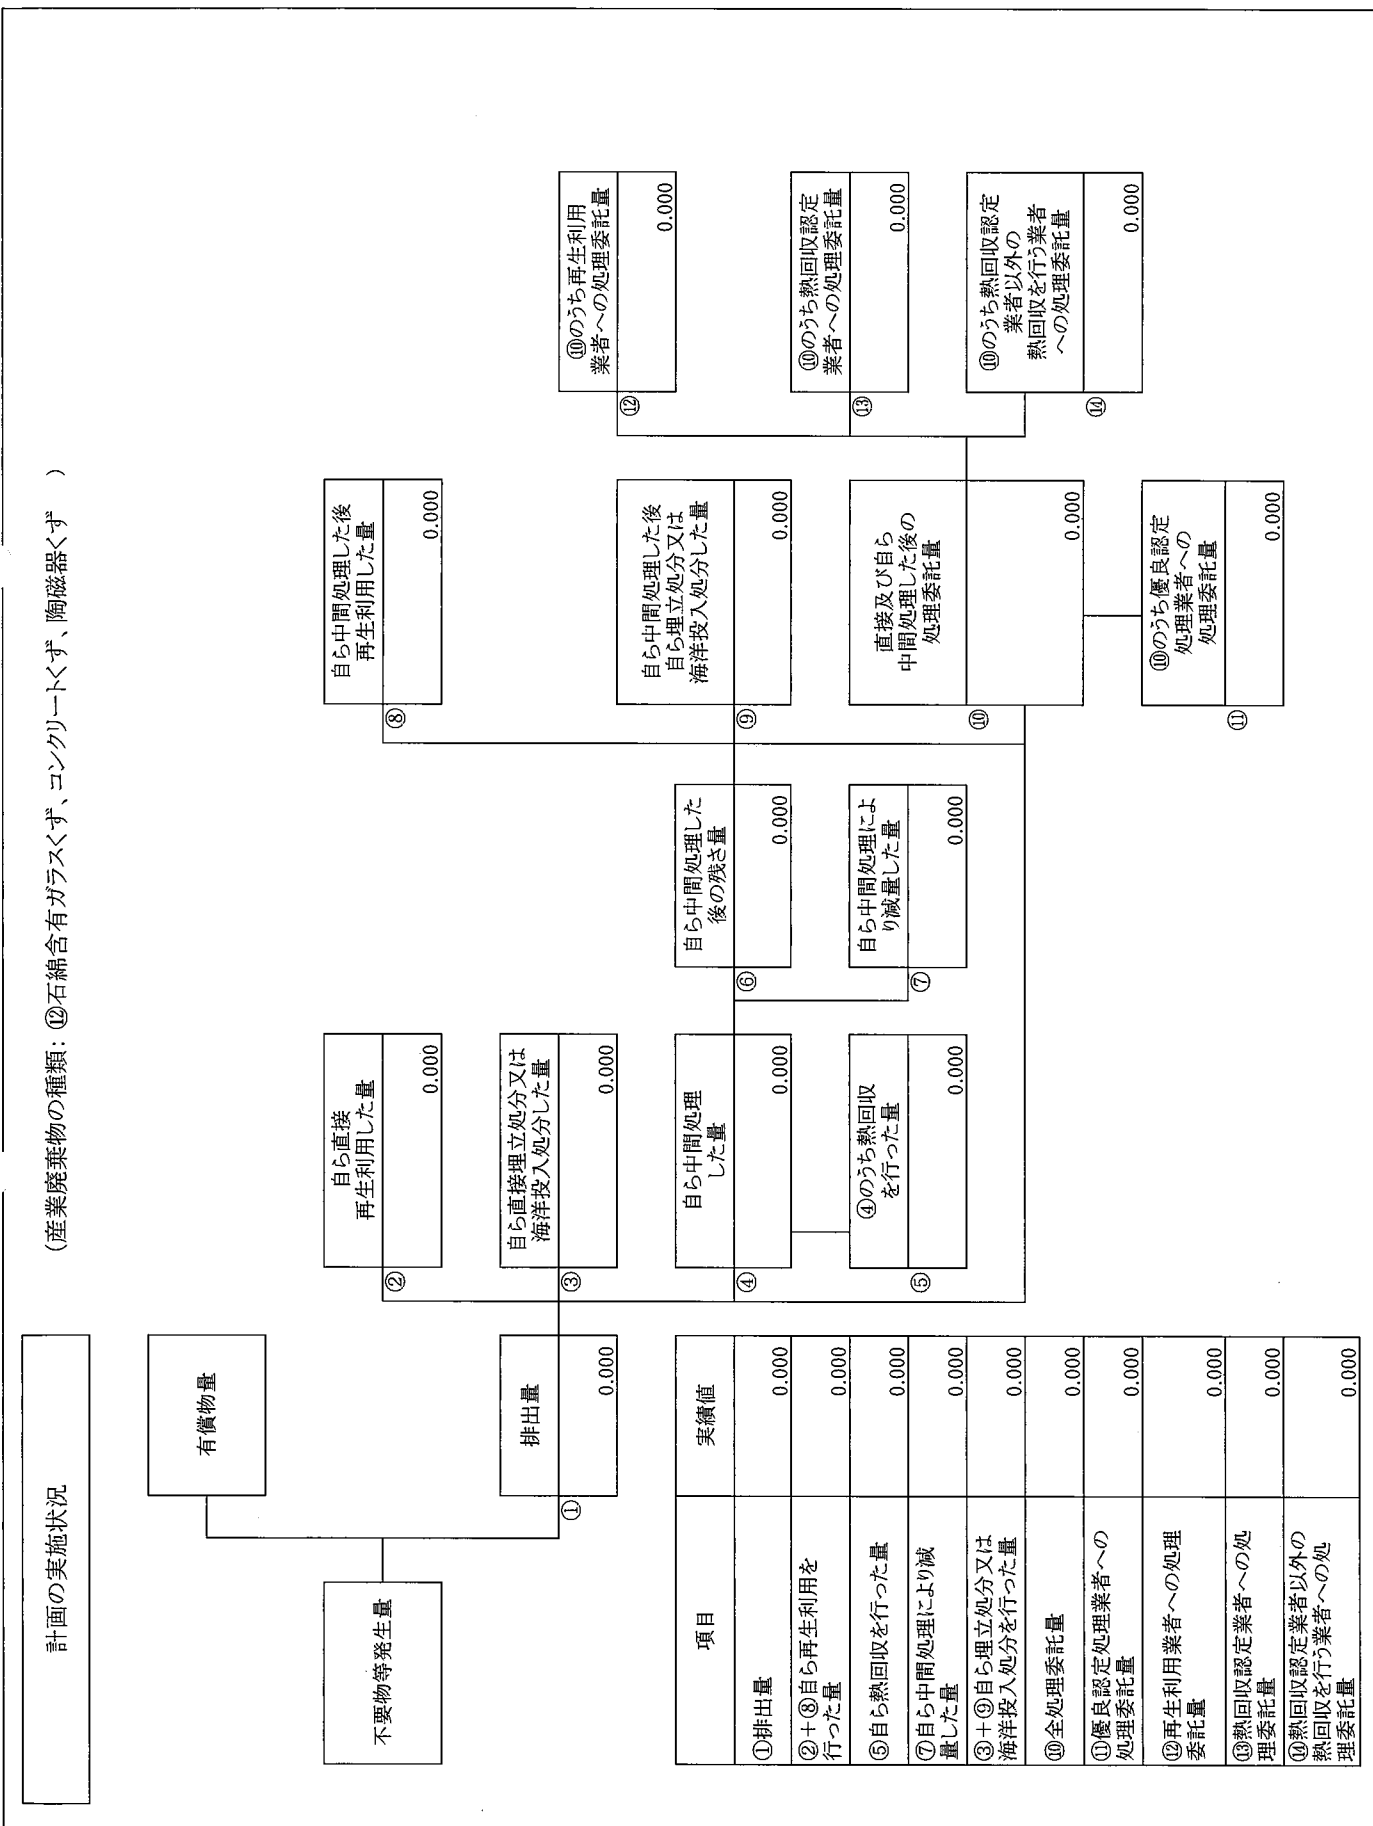 計画の実施状況
(産業廃棄物の種類：⑫石綿含有ガラスくず、コンクリートくず、陶磁器くず　)
不要物等発生量
有償物量
①
排出量
0.000
②
自ら直接
再生利用した量
0.000
③
自ら直接埋立処分又は
海洋投入処分した量
0.000
④
自ら中間処理
した量
0.000
⑤
④のうち熱回収
を行った量
0.000
⑥
自ら中間処理した
後の残さ量
0.000
⑦
自ら中間処理によ
り減量した量
0.000
⑧
自ら中間処理した後
再生利用した量
0.000
⑨
自ら中間処理した後
自ら埋立処分又は
海洋投入処分した量
0.000
⑩
直接及び自ら
中間処理した後の
処理委託量
0.000
⑪
⑩のうち優良認定
処理業者への
処理委託量
0.000
⑫
⑩のうち再生利用
業者への処理委託量
0.000
⑬
⑩のうち熱回収認定
業者への処理委託量
0.000
⑭
⑩のうち熱回収認定
業者以外の
熱回収を行う業者
への処理委託量
0.000
項目 実績値
①排出量 0.000
②＋⑧自ら再生利用を
行った量 0.000
⑤自ら熱回収を行った量 0.000
⑦自ら中間処理により減
量した量 0.000
③＋⑨自ら埋立処分又は
海洋投入処分を行った量 0.000
⑩全処理委託量 0.000
⑪優良認定処理業者への
処理委託量 0.000
⑫再生利用業者への処理
委託量 0.000
⑬熱回収認定業者への処
理委託量 0.000
⑭熱回収認定業者以外の
熱回収を行う業者への処
理委託量 0.000